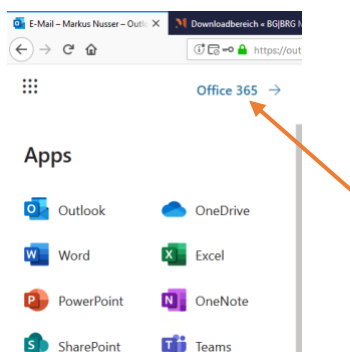 E-Mail – Markus Nusser – Outl
Downloadbereich « BG|BRG
https://out
Office 365 →
Apps
Outlook
OneDrive
Word
Excel
PowerPoint
OneNote
SharePoint
Teams